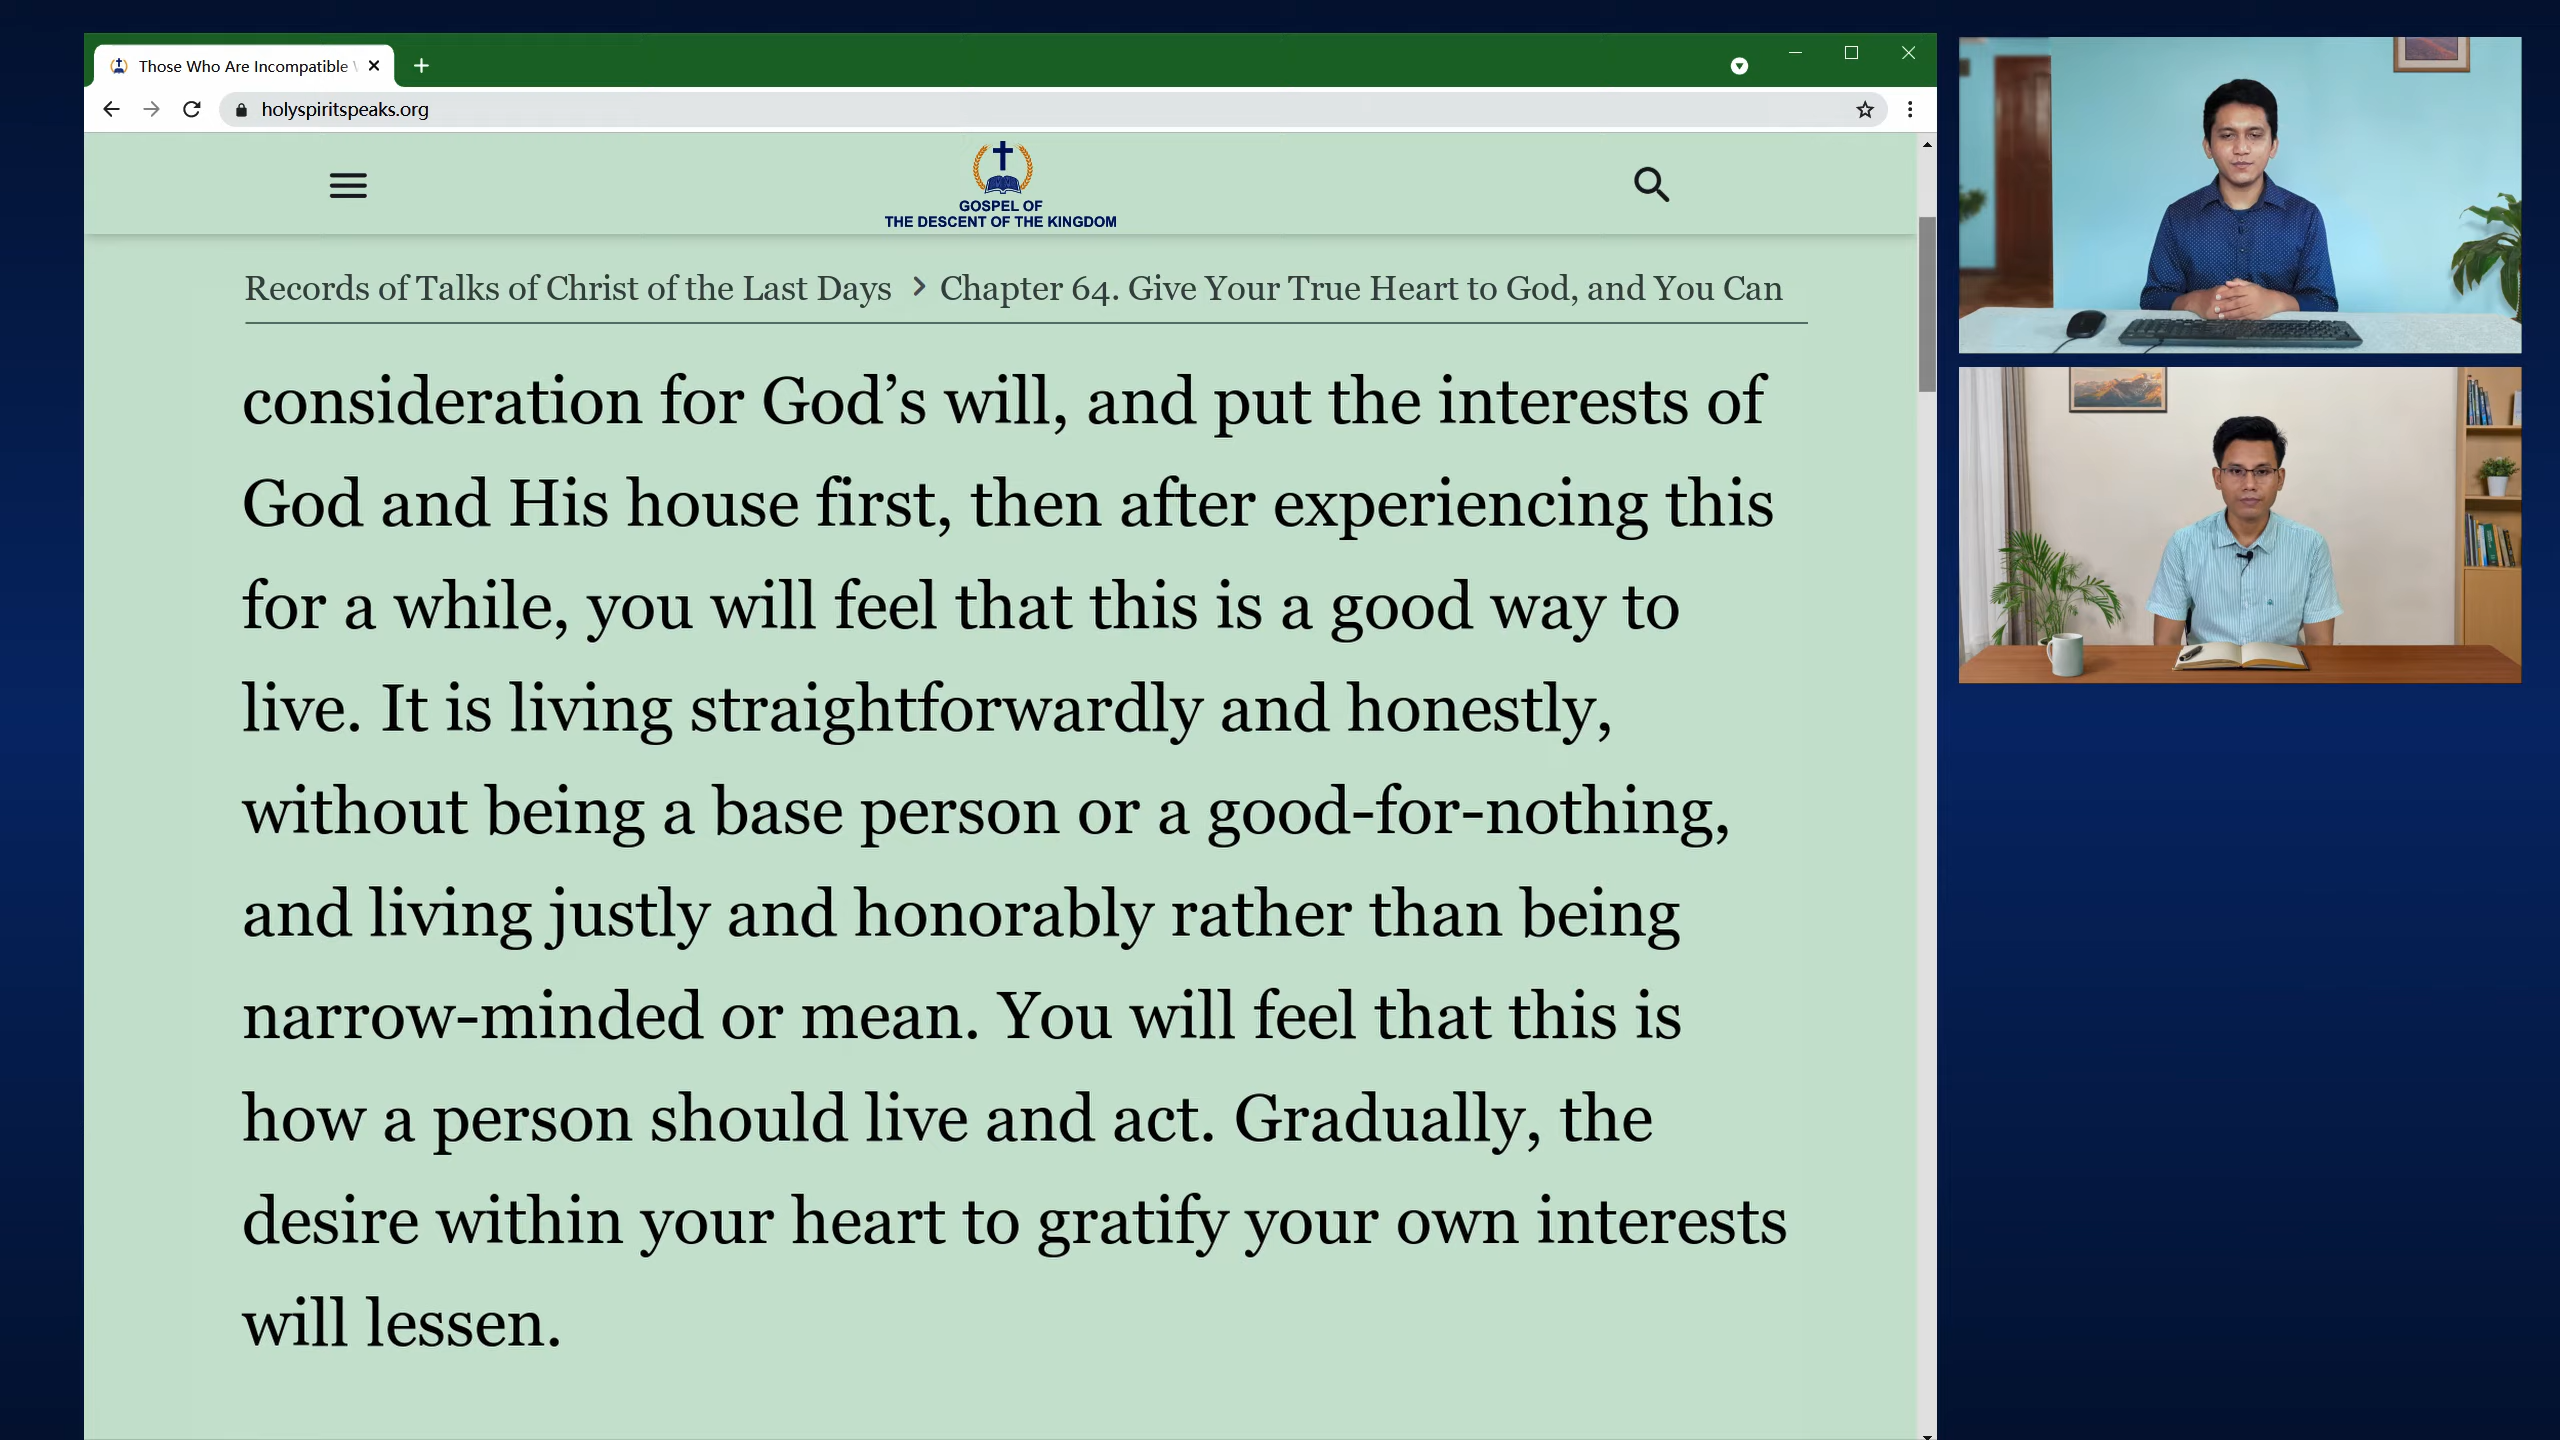 Those Who Are Incompatible
holyspiritspeaks.org
GOSPEL OF
THE DESCENT OF THE KINGDOM
Records of Talks of Christ of the Last Days > Chapter 64. Give Your True Heart to God, and You Can
consideration for God’s will, and put the interests of
God and His house first, then after experiencing this
for a while, you will feel that this is a good way to
live. It is living straightforwardly and honestly,
without being a base person or a good-for-nothing,
and living justly and honorably rather than being
narrow-minded or mean. You will feel that this is
how a person should live and act. Gradually, the
desire within your heart to gratify your own interests
will lessen.